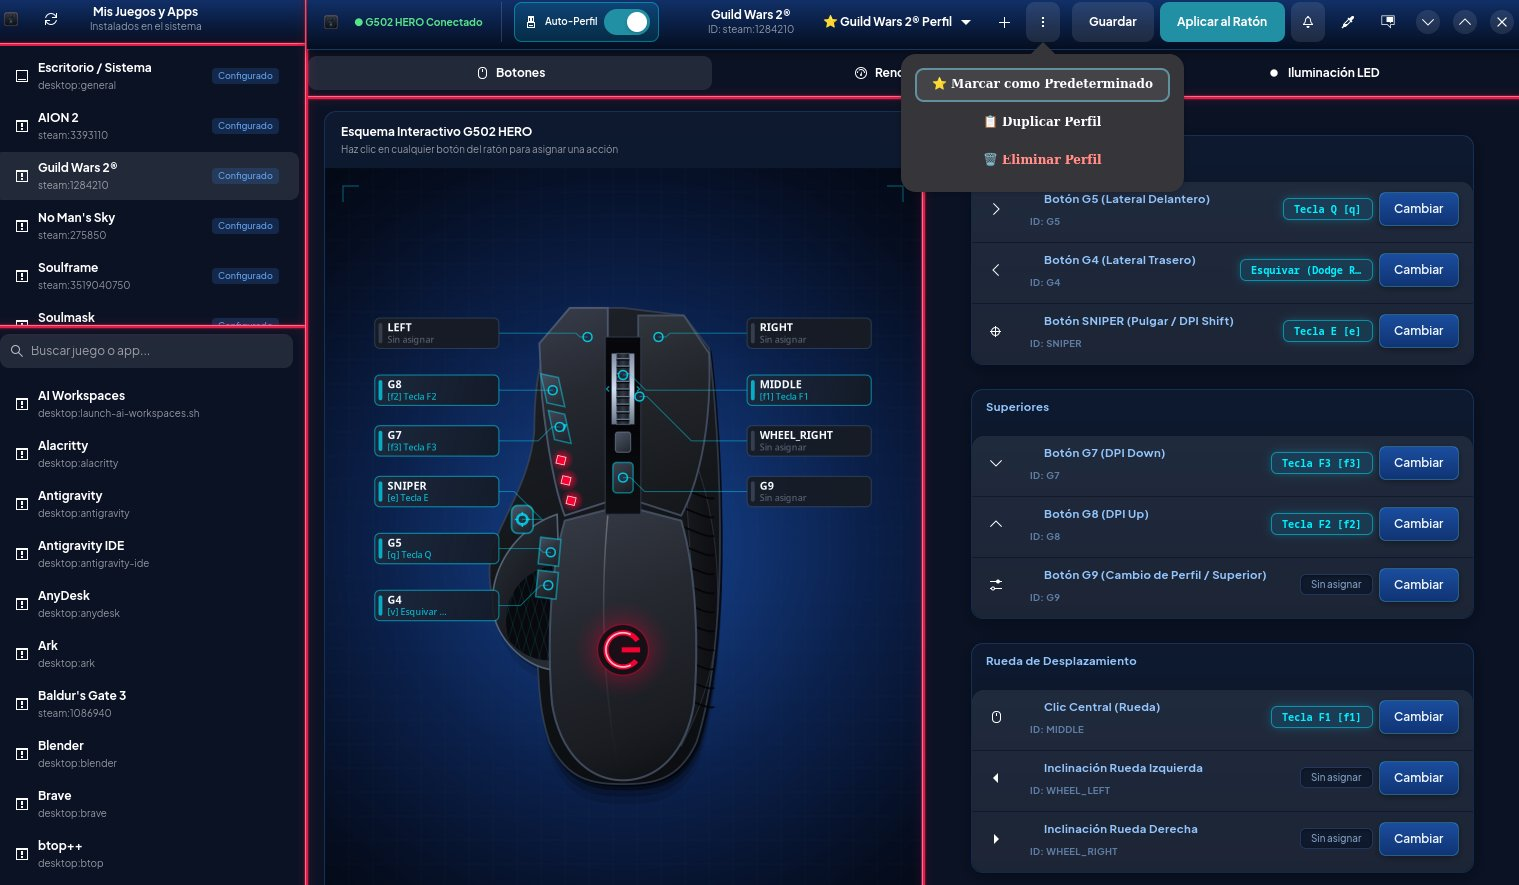 Mis Juegos y Apps
Instalados en el sistema
G502 HERO Conectado
Auto-Perfil
Guild Wars 2®
ID: steam:1284210
⭐ Guild Wars 2® Perfil
Guardar
Aplicar al Ratón
Escritorio / Sistema
desktop:general
Configurado
AION 2
steam:3393110
Configurado
Guild Wars 2®
steam:1284210
Configurado
No Man's Sky
steam:275850
Configurado
Soulframe
steam:3519040750
Configurado
Soulmask
Configurado
Buscar juego o app...
AI Workspaces
desktop:launch-ai-workspaces.sh
Alacritty
desktop:alacritty
Antigravity
desktop:antigravity
Antigravity IDE
desktop:antigravity-ide
AnyDesk
desktop:anydesk
Ark
desktop:ark
Baldur's Gate 3
steam:1086940
Blender
desktop:blender
Brave
desktop:brave
btop++
desktop:btop
Botones
Iluminación LED
⭐ Marcar como Predeterminado
📋 Duplicar Perfil
🗑️ Eliminar Perfil
Esquema Interactivo G502 HERO
Haz clic en cualquier botón del ratón para asignar una acción
LEFT
Sin asignar
G8
[f2] Tecla F2
G7
[f3] Tecla F3
SNIPER
[e] Tecla E
G5
[q] Tecla Q
G4
[v] Esquivar ...
RIGHT
Sin asignar
MIDDLE
[f1] Tecla F1
WHEEL_RIGHT
Sin asignar
G9
Sin asignar
Botón G5 (Lateral Delantero)
ID: G5
Tecla Q [q]
Cambiar
Botón G4 (Lateral Trasero)
ID: G4
Esquivar (Dodge R…
Cambiar
Botón SNIPER (Pulgar / DPI Shift)
ID: SNIPER
Tecla E [e]
Cambiar
Superiores
Botón G7 (DPI Down)
ID: G7
Tecla F3 [f3]
Cambiar
Botón G8 (DPI Up)
ID: G8
Tecla F2 [f2]
Cambiar
Botón G9 (Cambio de Perfil / Superior)
ID: G9
Sin asignar
Cambiar
Rueda de Desplazamiento
Clic Central (Rueda)
ID: MIDDLE
Tecla F1 [f1]
Cambiar
Inclinación Rueda Izquierda
ID: WHEEL_LEFT
Sin asignar
Cambiar
Inclinación Rueda Derecha
ID: WHEEL_RIGHT
Sin asignar
Cambiar